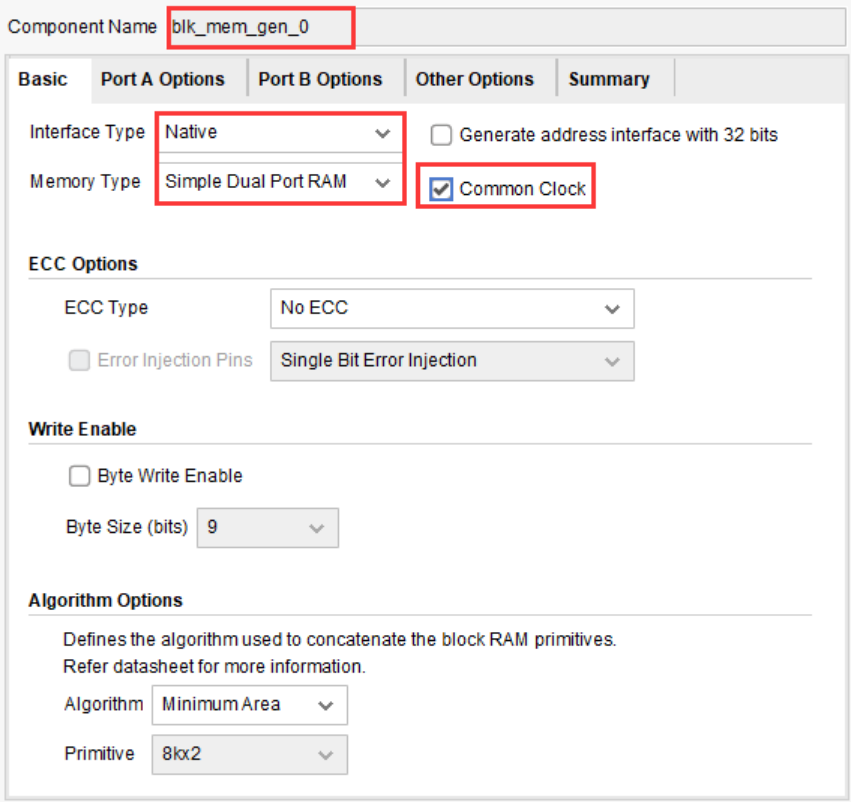 Component Name blk_mem_gen_0
Basic Port A Options Port B Options Other Options Summary
Interface Type Native Generate address interface with 32 bits
Memory Type Simple Dual Port RAM Common Clock
ECC Options
ECC Type No ECC
Error Injection Pins Single Bit Error Injection
Write Enable
Byte Write Enable
Byte Size (bits) 9
Algorithm Options
Defines the algorithm used to concatenate the block RAM primitives.
Refer datasheet for more information.
Algorithm Minimum Area
Primitive 8kx2